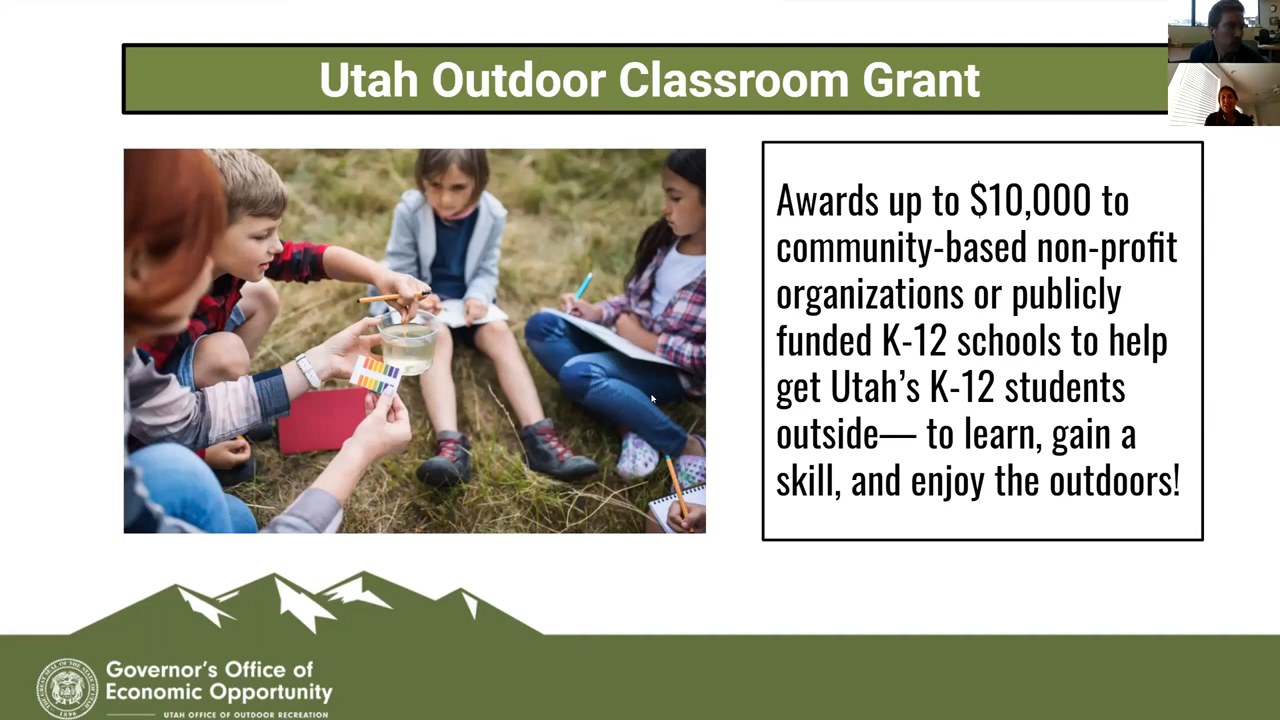 Utah Outdoor Classroom Grant
Awards up to $10,000 to
community-based non-profit
organizations or publicly
funded K-12 schools to help
get Utah’s K-12 students
outside— to learn, gain a
skill, and enjoy the outdoors!
Governor’s Office of
Economic Opportunity
UTAH OFFICE OF OUTDOOR RECREATION